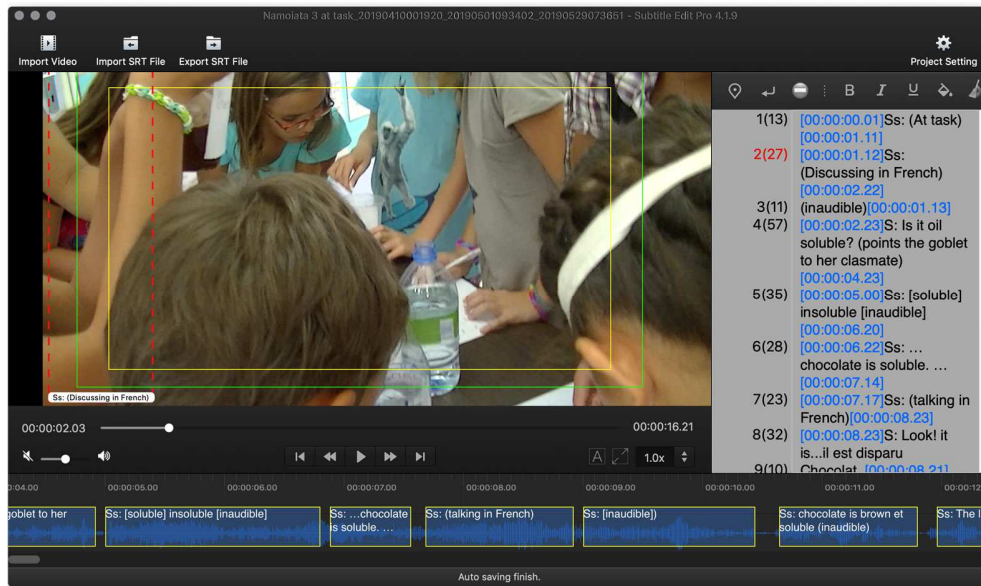 Namoiata 3 at task_20190410001920_20190501093402_20190529073651 - Subtitle Edit Pro 4.1.9
Import Video Import SRT File Export SRT File Project Setting
B I U
1(13) [00:00:00.01]Ss: (At task)
[00:00:01.11]
2(27) [00:00:01.12]Ss:
(Discussing in French)
[00:00:02.22]
3(11) (inaudible)[00:00:01.13]
4(57) [00:00:02.23]S: Is it oil
soluble? (points the goblet
to her clasmate)
[00:00:04.23]
5(35) [00:00:05.00]Ss: [soluble]
insoluble [inaudible]
[00:00:06.20]
6(28) [00:00:06.22]Ss: …
chocolate is soluble. …
[00:00:07.14]
7(23) [00:00:07.17]Ss: (talking in
French)[00:00:08.23]
8(32) [00:00:08.23]S: Look! it
is...il est disparu
9(10) Chocolat. [00:00:08.21]
Ss: (Discussing in French)
00:00:02.03 00:00:16.21
A 1.0x
0:04.00 00:00:05.00 00:00:06.00 00:00:07.00 00:00:08.00 00:00:09.00 00:00:10.00 00:00:11.00 00:00:12
goblet to her Ss: [soluble] insoluble [inaudible] Ss: …chocolate Ss: (talking in French) Ss: [inaudible]) Ss: chocolate is brown et Ss: The l
is soluble. … soluble (inaudible)
Auto saving finish.